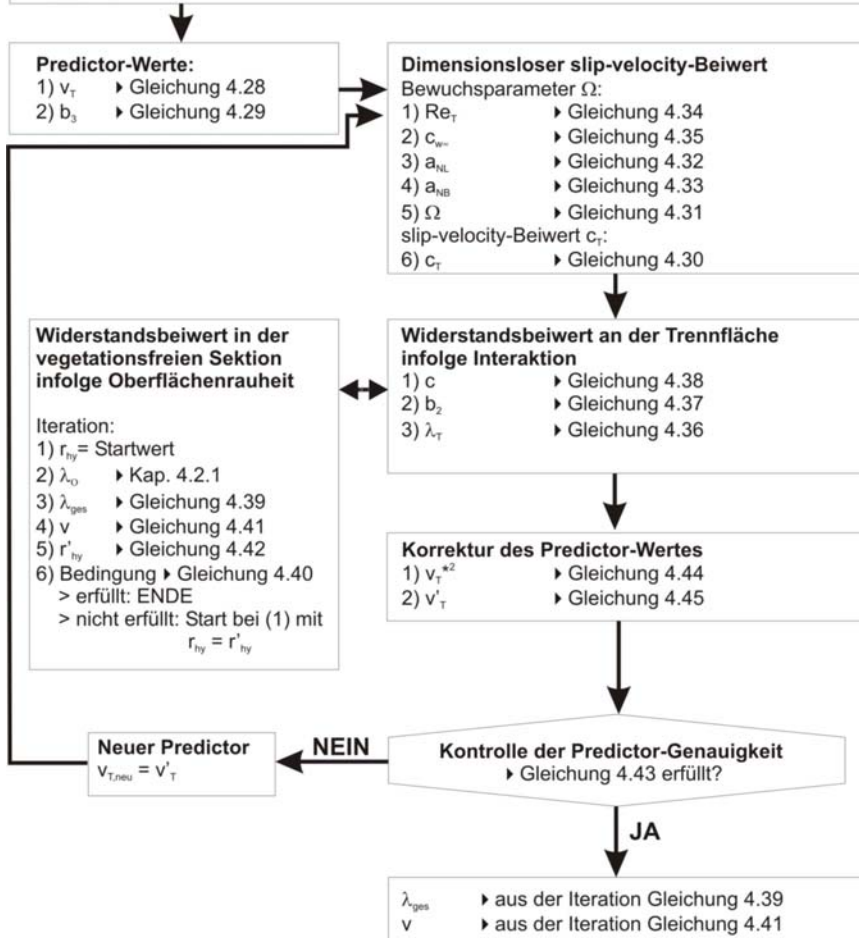 Predictor-Werte:
1) v_T ▸ Gleichung 4.28
2) b_3 ▸ Gleichung 4.29
Dimensionsloser slip-velocity-Beiwert
Bewuchsparameter Ω:
1) Re_T ▸ Gleichung 4.34
2) c_w∞ ▸ Gleichung 4.35
3) a_NL ▸ Gleichung 4.32
4) a_NB ▸ Gleichung 4.33
5) Ω ▸ Gleichung 4.31
slip-velocity-Beiwert c_T:
6) c_T ▸ Gleichung 4.30
Widerstandsbeiwert in der
vegetationsfreien Sektion
infolge Oberflächenrauheit
Iteration:
1) r_hy= Startwert
2) λ_O ▸ Kap. 4.2.1
3) λ_ges ▸ Gleichung 4.39
4) v ▸ Gleichung 4.41
5) r'_hy ▸ Gleichung 4.42
6) Bedingung ▸ Gleichung 4.40
> erfüllt: ENDE
> nicht erfüllt: Start bei (1) mit
r_hy = r'_hy
Widerstandsbeiwert an der Trennfläche
infolge Interaktion
1) c ▸ Gleichung 4.38
2) b_2 ▸ Gleichung 4.37
3) λ_T ▸ Gleichung 4.36
Korrektur des Predictor-Wertes
1) v_T*² ▸ Gleichung 4.44
2) v'_T ▸ Gleichung 4.45
Kontrolle der Predictor-Genauigkeit
▸ Gleichung 4.43 erfüllt?
NEIN
Neuer Predictor
v_T,neu = v'_T
JA
λ_ges ▸ aus der Iteration Gleichung 4.39
v ▸ aus der Iteration Gleichung 4.41